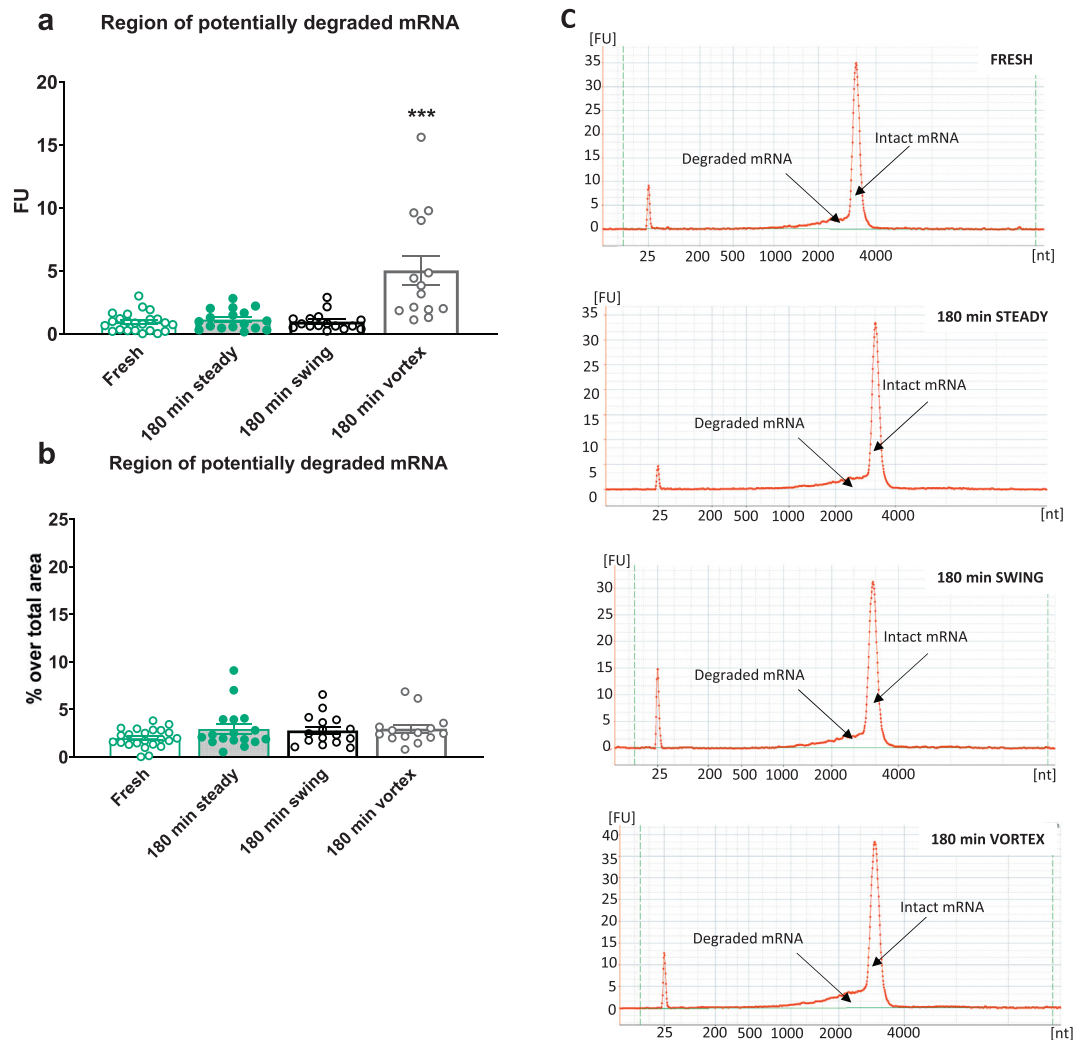 a
Region of potentially degraded mRNA
20
15
10
5
0
FU
***
Fresh
180 min steady
180 min swing
180 min vortex
b
Region of potentially degraded mRNA
25
20
15
10
5
0
% over total area
Fresh
180 min steady
180 min swing
180 min vortex
C
[FU]
FRESH
35
30
25
20
15
10
5
0
Degraded mRNA
Intact mRNA
25 200 500 1000 2000 4000 [nt]
[FU]
180 min STEADY
35
30
25
20
15
10
5
0
Degraded mRNA
Intact mRNA
25 200 500 1000 2000 4000 [nt]
[FU]
180 min SWING
30
25
20
15
10
5
0
Degraded mRNA
Intact mRNA
25 200 500 1000 2000 4000 [nt]
[FU]
180 min VORTEX
40
35
30
25
20
15
10
5
0
Degraded mRNA
Intact mRNA
25 200 500 1000 2000 4000 [nt]